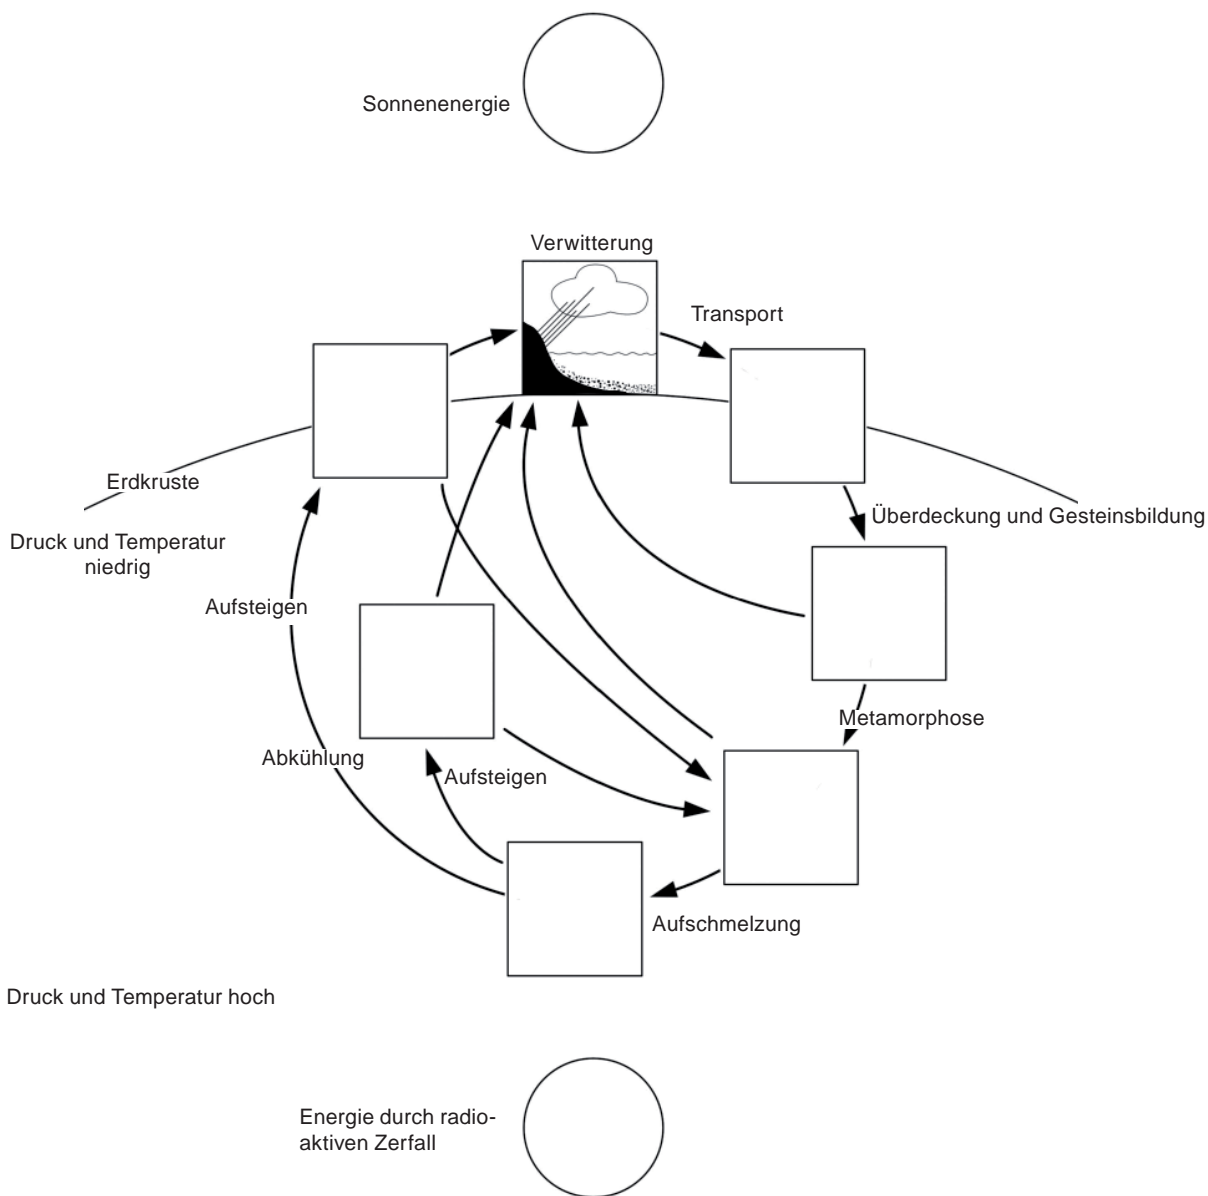 Sonnenenergie
Verwitterung
Transport
Erdkruste
Überdeckung und Gesteinsbildung
Druck und Temperatur
niedrig
Aufsteigen
Metamorphose
Abkühlung
Aufsteigen
Aufschmelzung
Druck und Temperatur hoch
Energie durch radio-
aktiven Zerfall